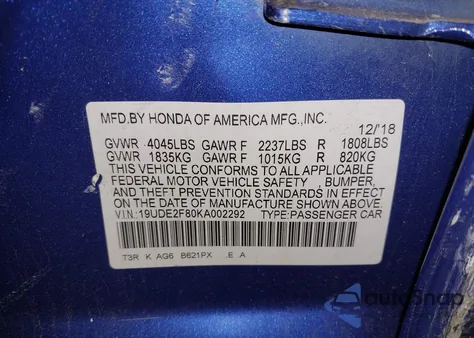 MFD.BY HONDA OF AMERICA MFG.,INC.
12/'18
GVWR 4045LBS GAWR F 2237LBS R 1808LBS
GVWR 1835KG GAWR F 1015KG R 820KG
THIS VEHICLE CONFORMS TO ALL APPLICABLE
FEDERAL MOTOR VEHICLE SAFETY , BUMPER,
AND THEFT PREVENTION STANDARDS IN EFFECT
ON THE DATE OF MANUFACTURE SHOWN ABOVE.
V.I.N:19UDE2F80KA002292 TYPE:PASSENGER CAR
T3R K AG6 B621PX .E A
autoSnap